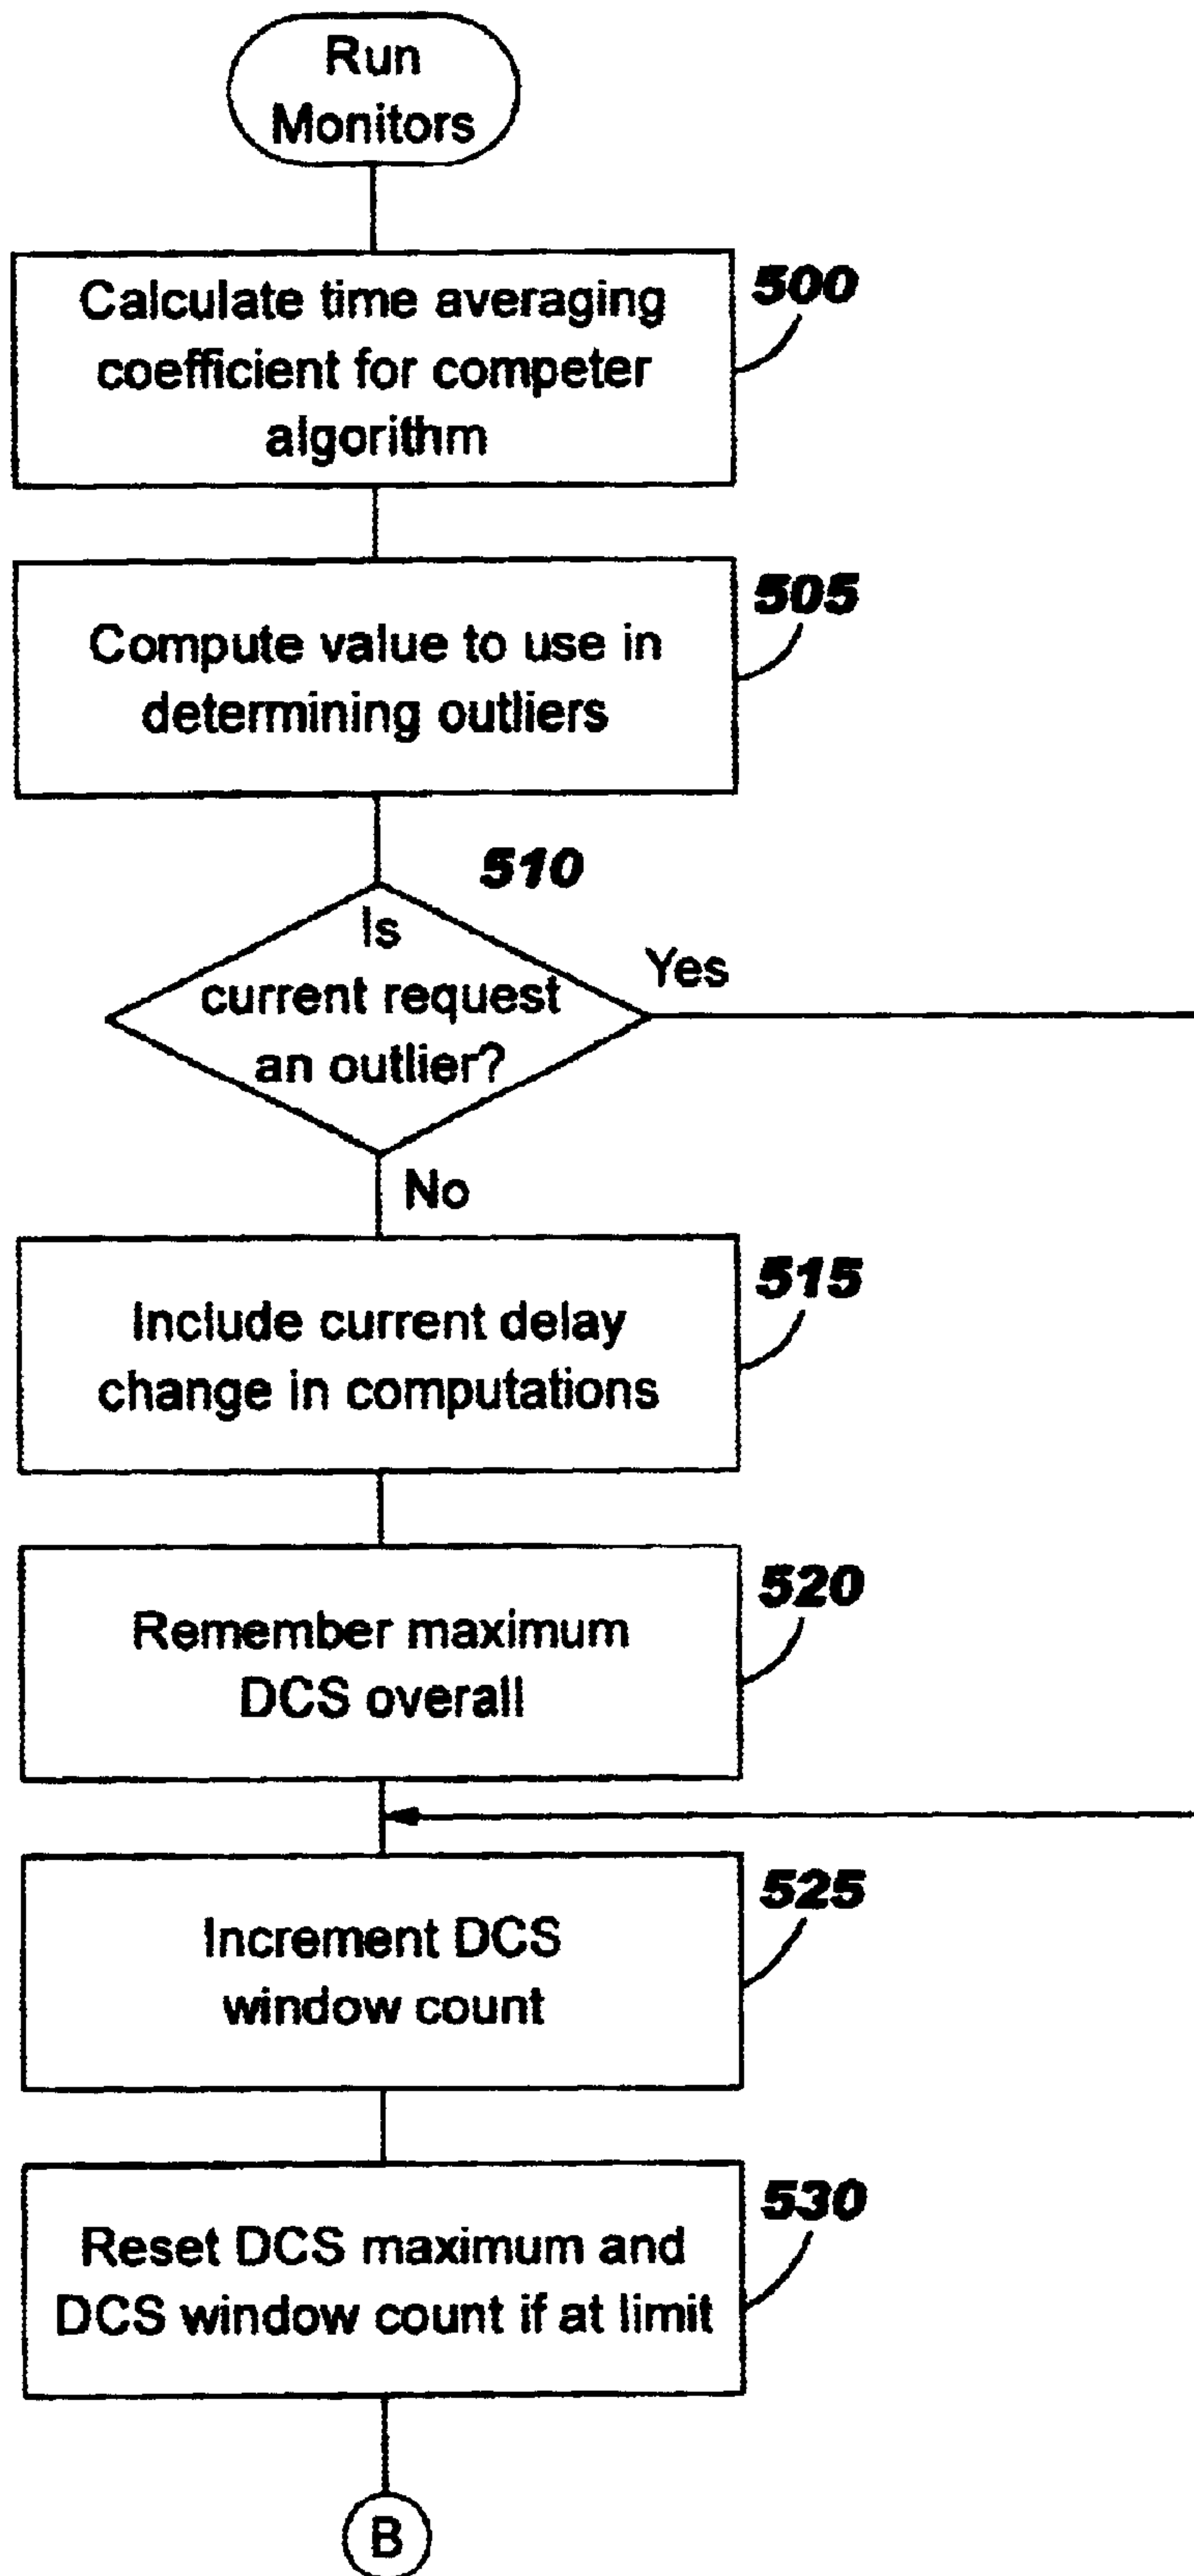 Run
Monitors
Calculate time averaging
coefficient for competer
algorithm
500
Compute value to use in
determining outliers
505
510
Is
current request
an outlier?
Yes
No
Include current delay
change in computations
515
Remember maximum
DCS overall
520
Increment DCS
window count
525
Reset DCS maximum and
DCS window count if at limit
530
B